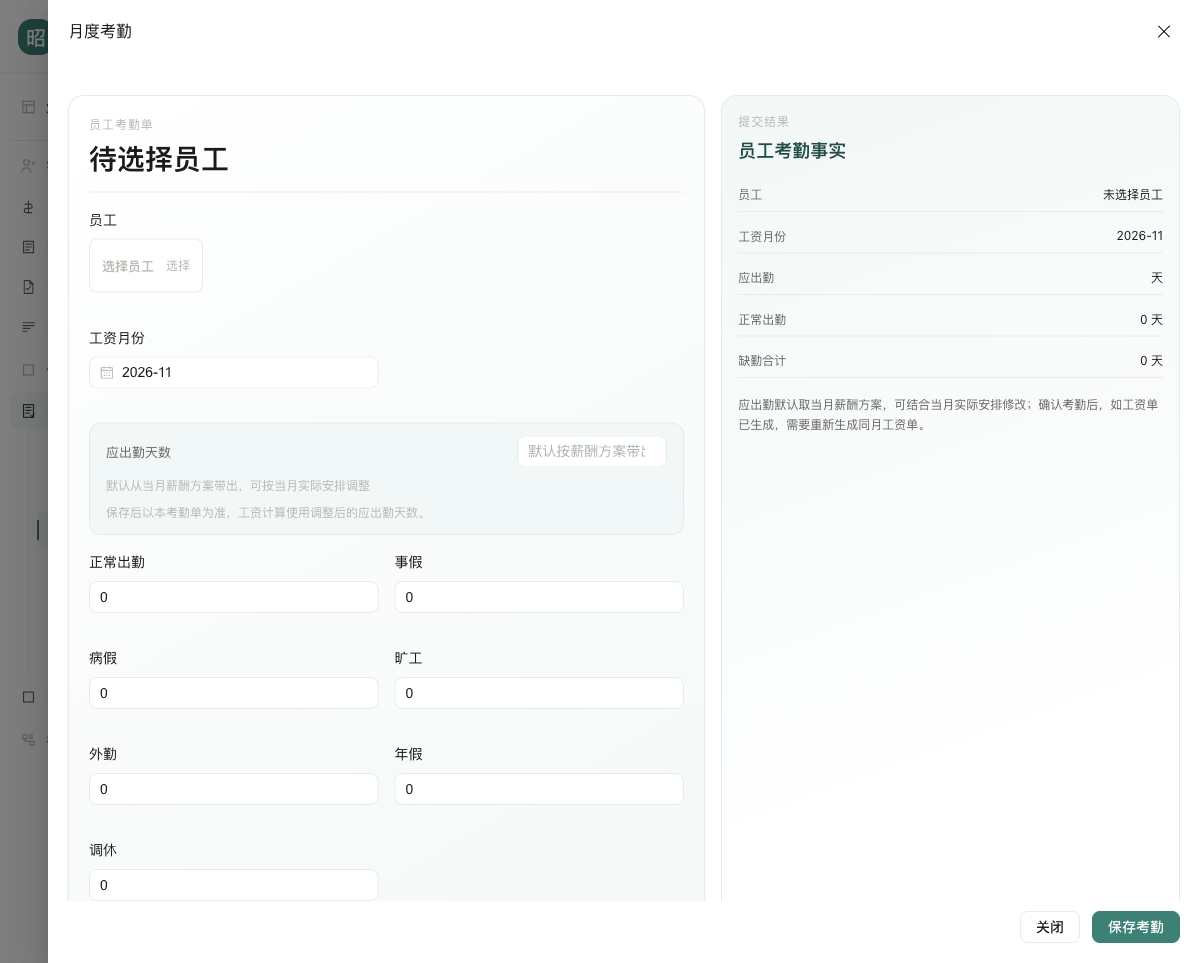 昭
月度考勤
员工考勤单
待选择员工
员工
选择员工 选择
工资月份
2026-11
应出勤天数
默认按薪酬方案带
默认从当月薪酬方案带出，可按当月实际安排调整
保存后以本考勤单为准，工资计算使用调整后的应出勤天数。
正常出勤 事假
0 0
病假 旷工
0 0
外勤 年假
0 0
调休
0
提交结果
员工考勤事实
员工 未选择员工
工资月份 2026-11
应出勤 天
正常出勤 0 天
缺勤合计 0 天
应出勤默认取当月薪酬方案，可结合当月实际安排修改；确认考勤后，如工资单
已生成，需要重新生成同月工资单。
关闭 保存考勤